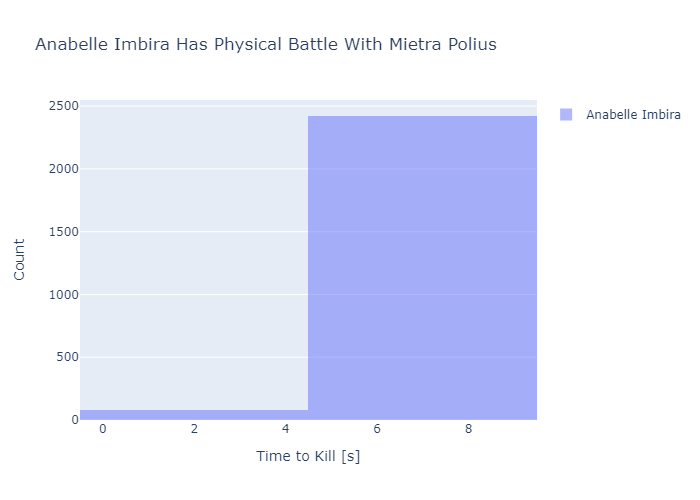 Anabelle Imbira Has Physical Battle With Mietra Polius
2500
2000
1500
1000
500
0
Count
0 2 4 6 8
Time to Kill [s]
Anabelle Imbira